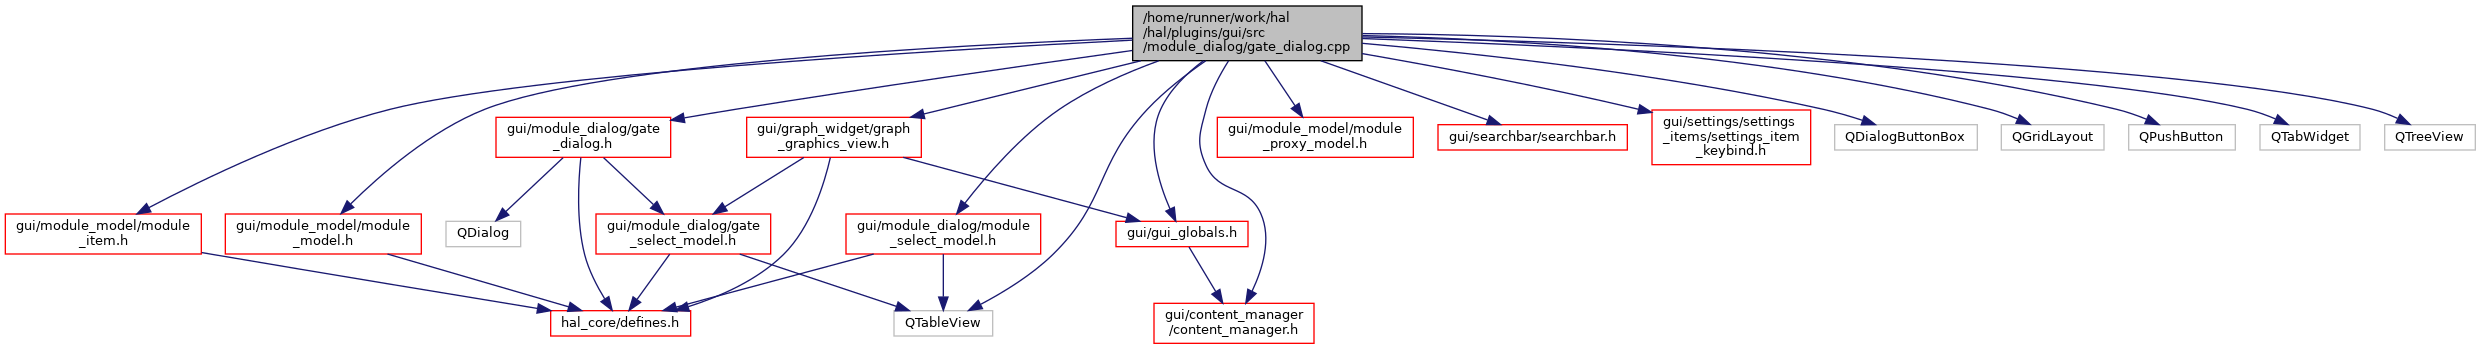 /home/runner/work/hal
/hal/plugins/gui/src
/module_dialog/gate_dialog.cpp
gui/module_dialog/gate
_dialog.h
gui/graph_widget/graph
_graphics_view.h
gui/module_model/module
_proxy_model.h
gui/searchbar/searchbar.h
gui/settings/settings
_items/settings_item
_keybind.h
QDialogButtonBox
QGridLayout
QPushButton
QTabWidget
QTreeView
gui/module_model/module
_item.h
gui/module_model/module
_model.h
QDialog
gui/module_dialog/gate
_select_model.h
gui/module_dialog/module
_select_model.h
gui/gui_globals.h
hal_core/defines.h
QTableView
gui/content_manager
/content_manager.h